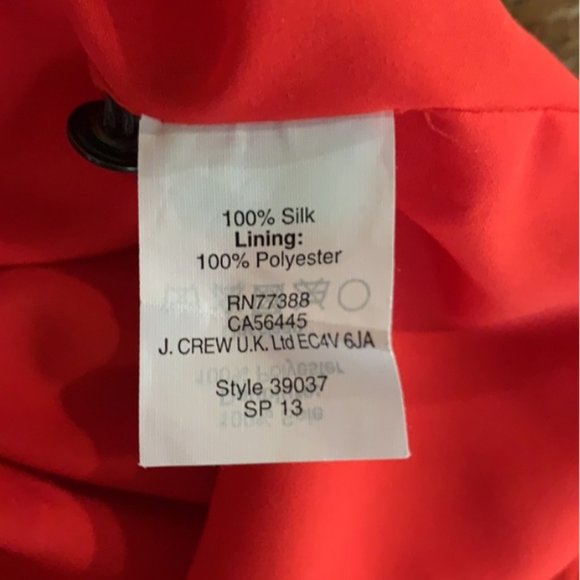 100% Silk
Lining:
100% Polyester
RN77388
CA56445
J. CREW U.K. Ltd EC4V 6JA
Style 39037
SP 13